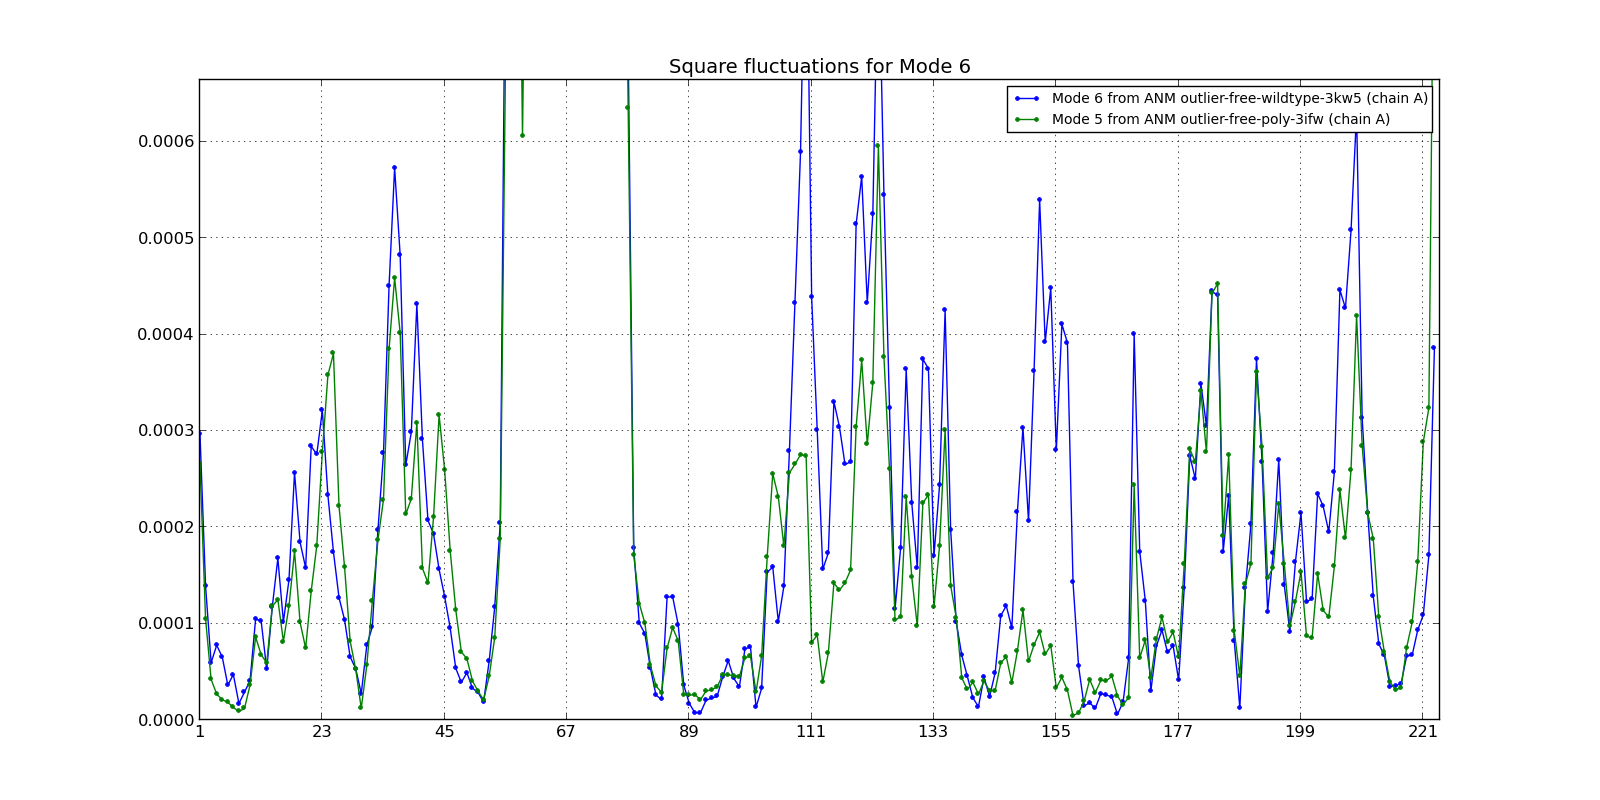 Square fluctuations for Mode 6
Mode 6 from ANM outlier-free-wildtype-3kw5 (chain A)
Mode 5 from ANM outlier-free-poly-3ifw (chain A)
0.0006
0.0005
0.0004
0.0003
0.0002
0.0001
0.0000
1 23 45 67 89 111 133 155 177 199 221